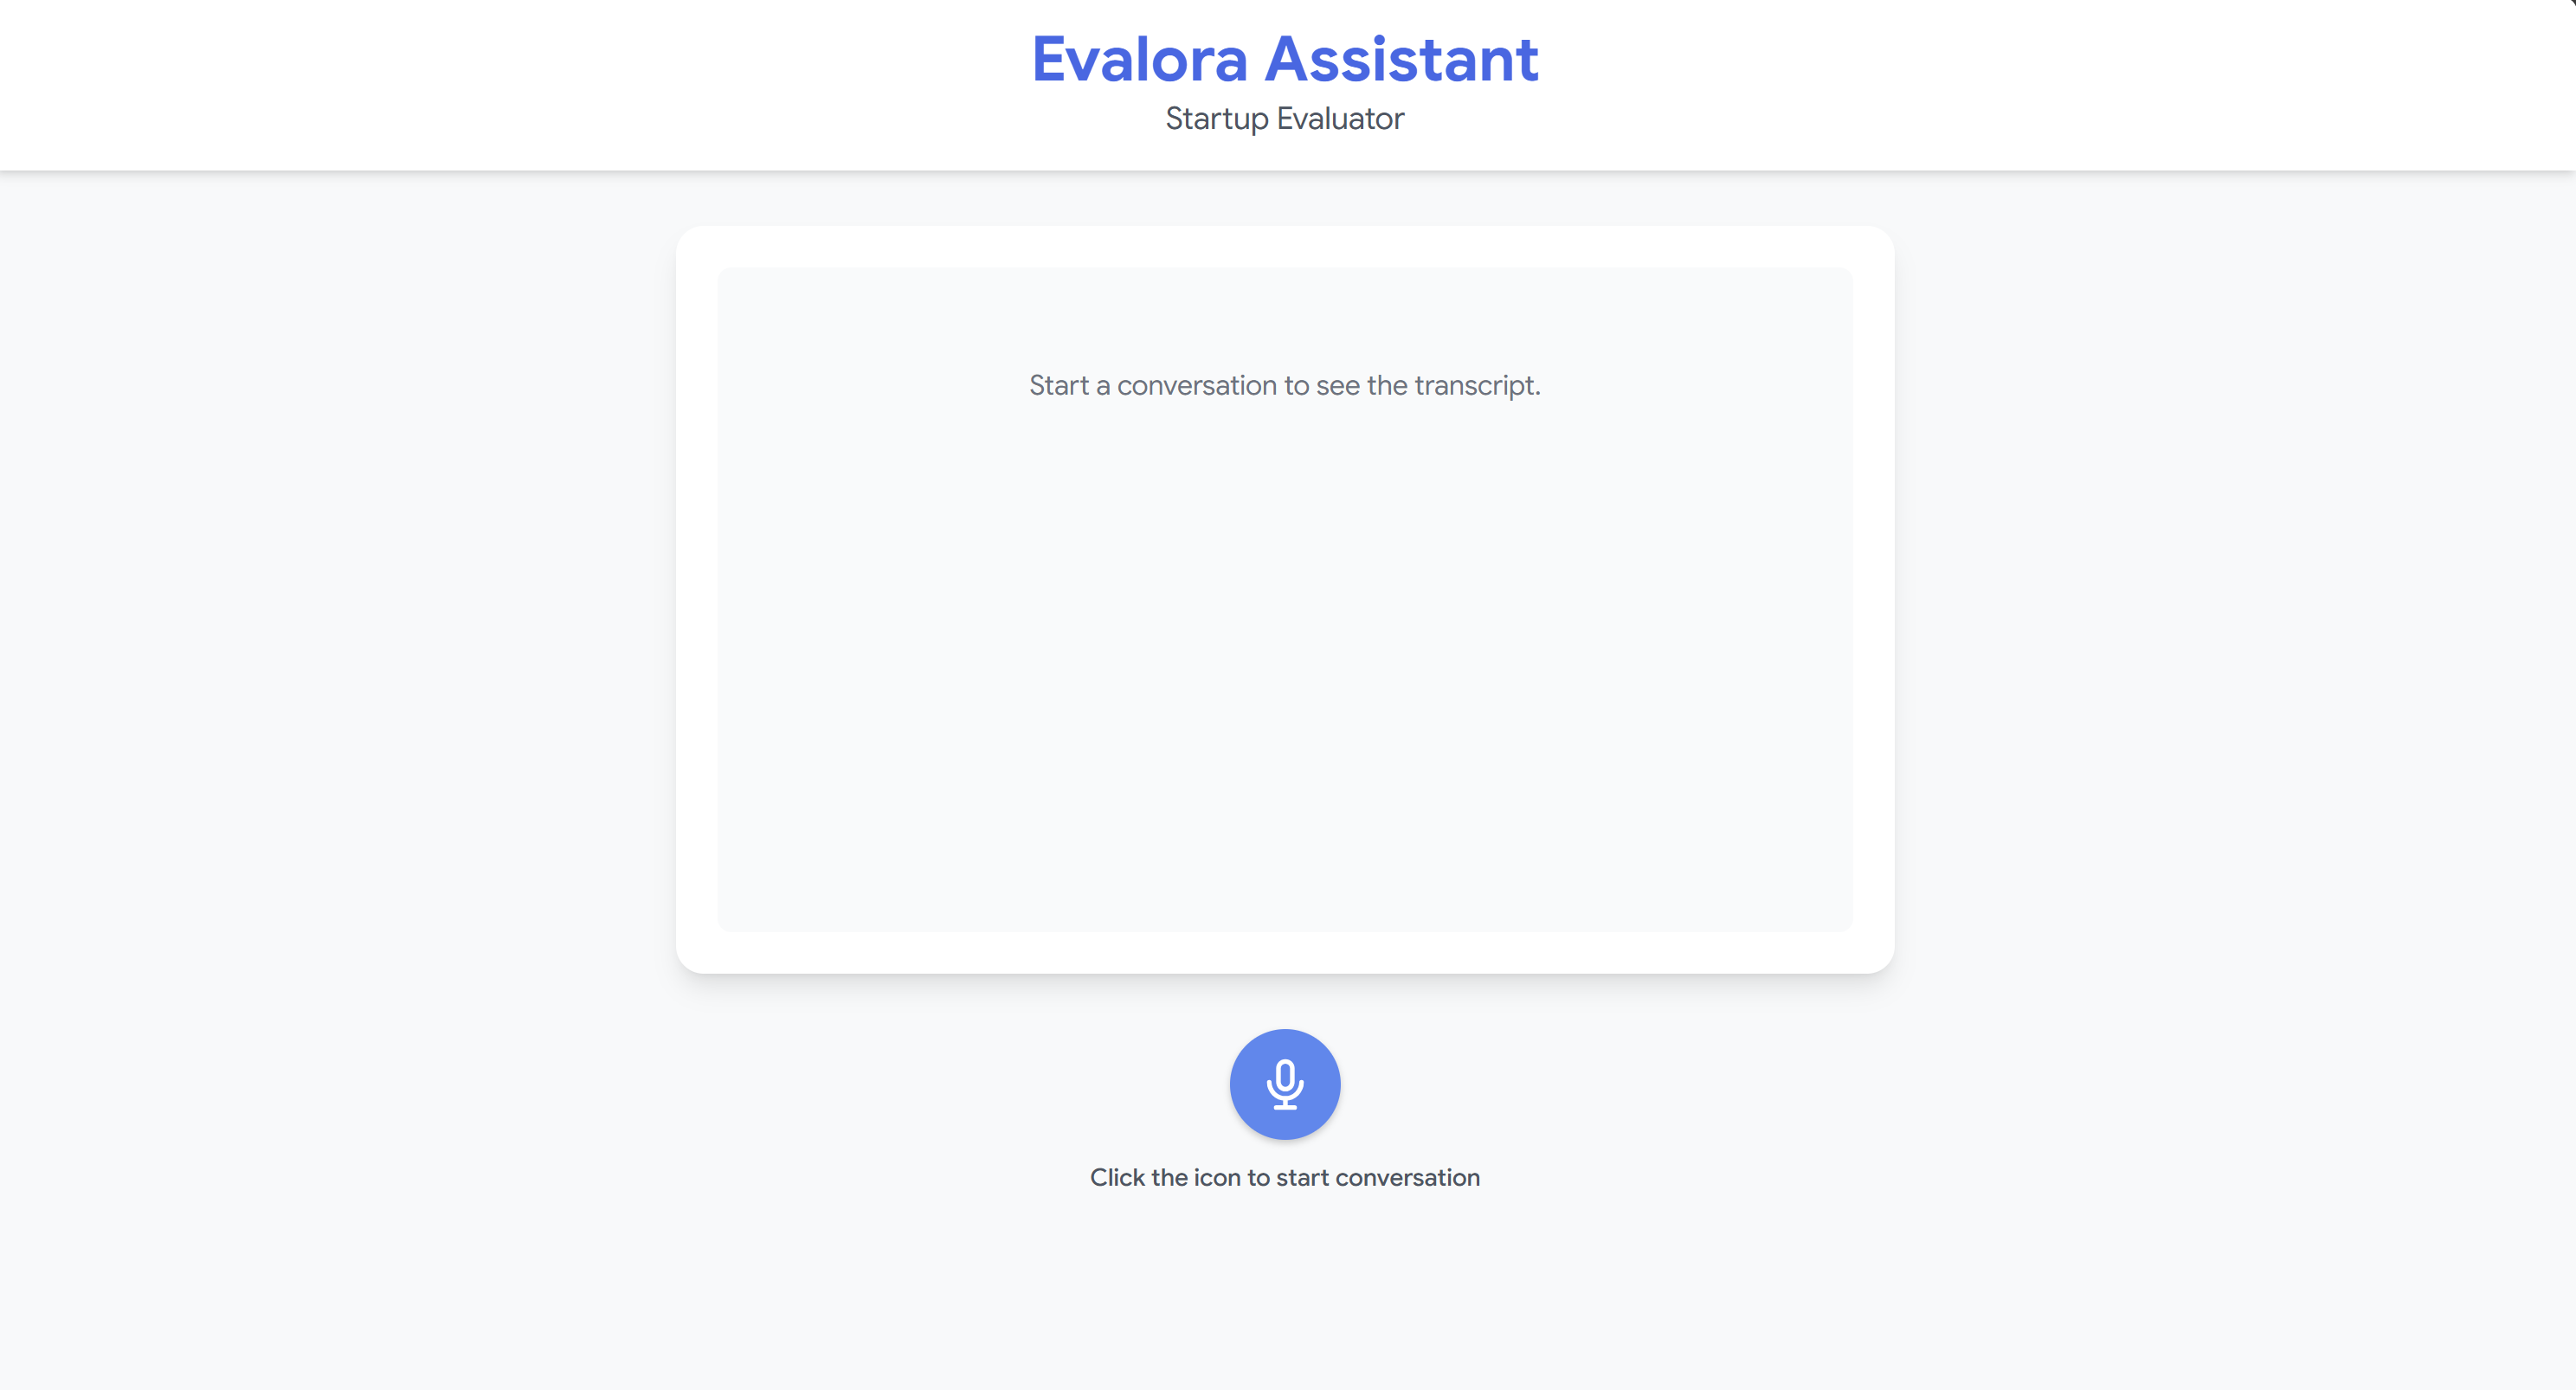 Evalora Assistant
Startup Evaluator
Start a conversation to see the transcript.
Click the icon to start conversation